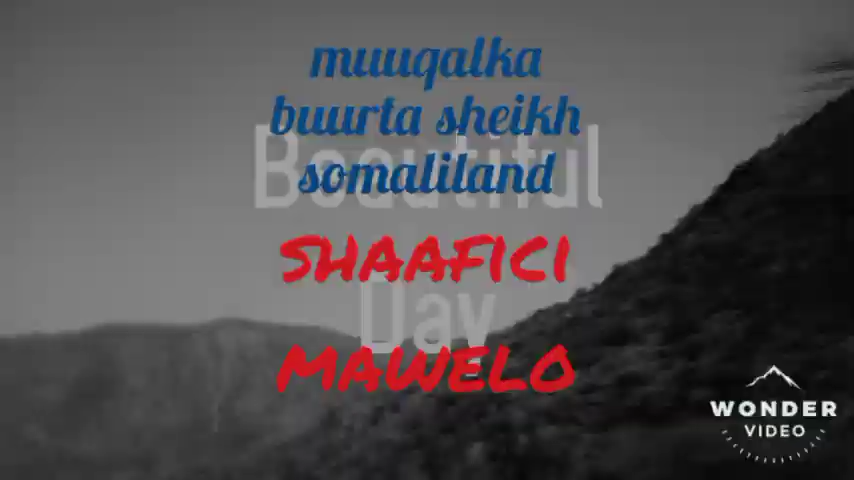 muuqalka
buurta sheikh
Beautiful
somaliland
SHAAFICI
Day
MAWELO
WONDER
VIDEO